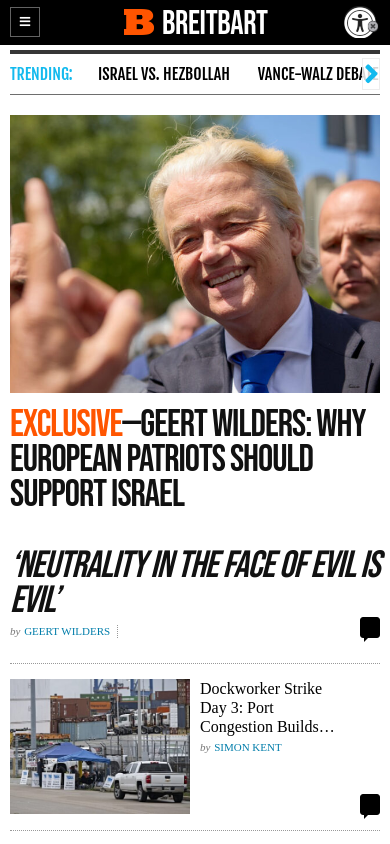 BREITBART
TRENDING:
ISRAEL VS. HEZBOLLAH
VANCE-WALZ DEBA
EXCLUSIVE—GEERT WILDERS: WHY
EUROPEAN PATRIOTS SHOULD
SUPPORT ISRAEL
‘NEUTRALITY IN THE FACE OF EVIL IS
EVIL’
by GEERT WILDERS
Dockworker Strike
Day 3: Port
Congestion Builds…
by SIMON KENT